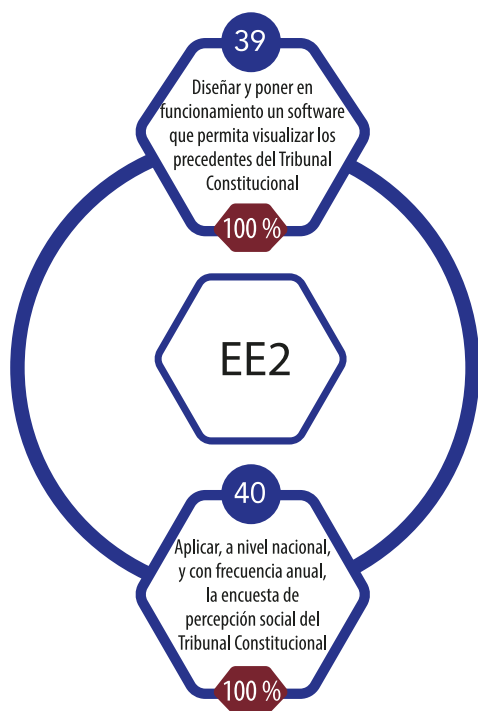 39
Diseñar y poner en
funcionamiento un software
que permita visualizar los
precedentes del Tribunal
Constitucional
100 %
EE2
40
Aplicar, a nivel nacional,
y con frecuencia anual,
la encuesta de
percepción social del
Tribunal Constitucional
100 %